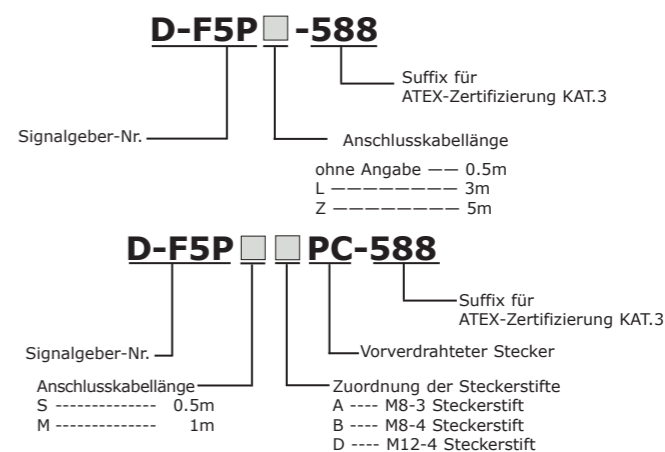 D-F5P -588
Suffix für
ATEX-Zertifizierung KAT.3
Signalgeber-Nr.
Anschlusskabellänge
ohne Angabe —— 0.5m
L ———————— 3m
Z ———————— 5m
D-F5P PC-588
Suffix für
ATEX-Zertifizierung KAT.3
Signalgeber-Nr.
Vorverdrahteter Stecker
Anschlusskabellänge
S -------------- 0.5m
M -------------- 1m
Zuordnung der Steckerstifte
A ---- M8-3 Steckerstift
B ---- M8-4 Steckerstift
D ---- M12-4 Steckerstift